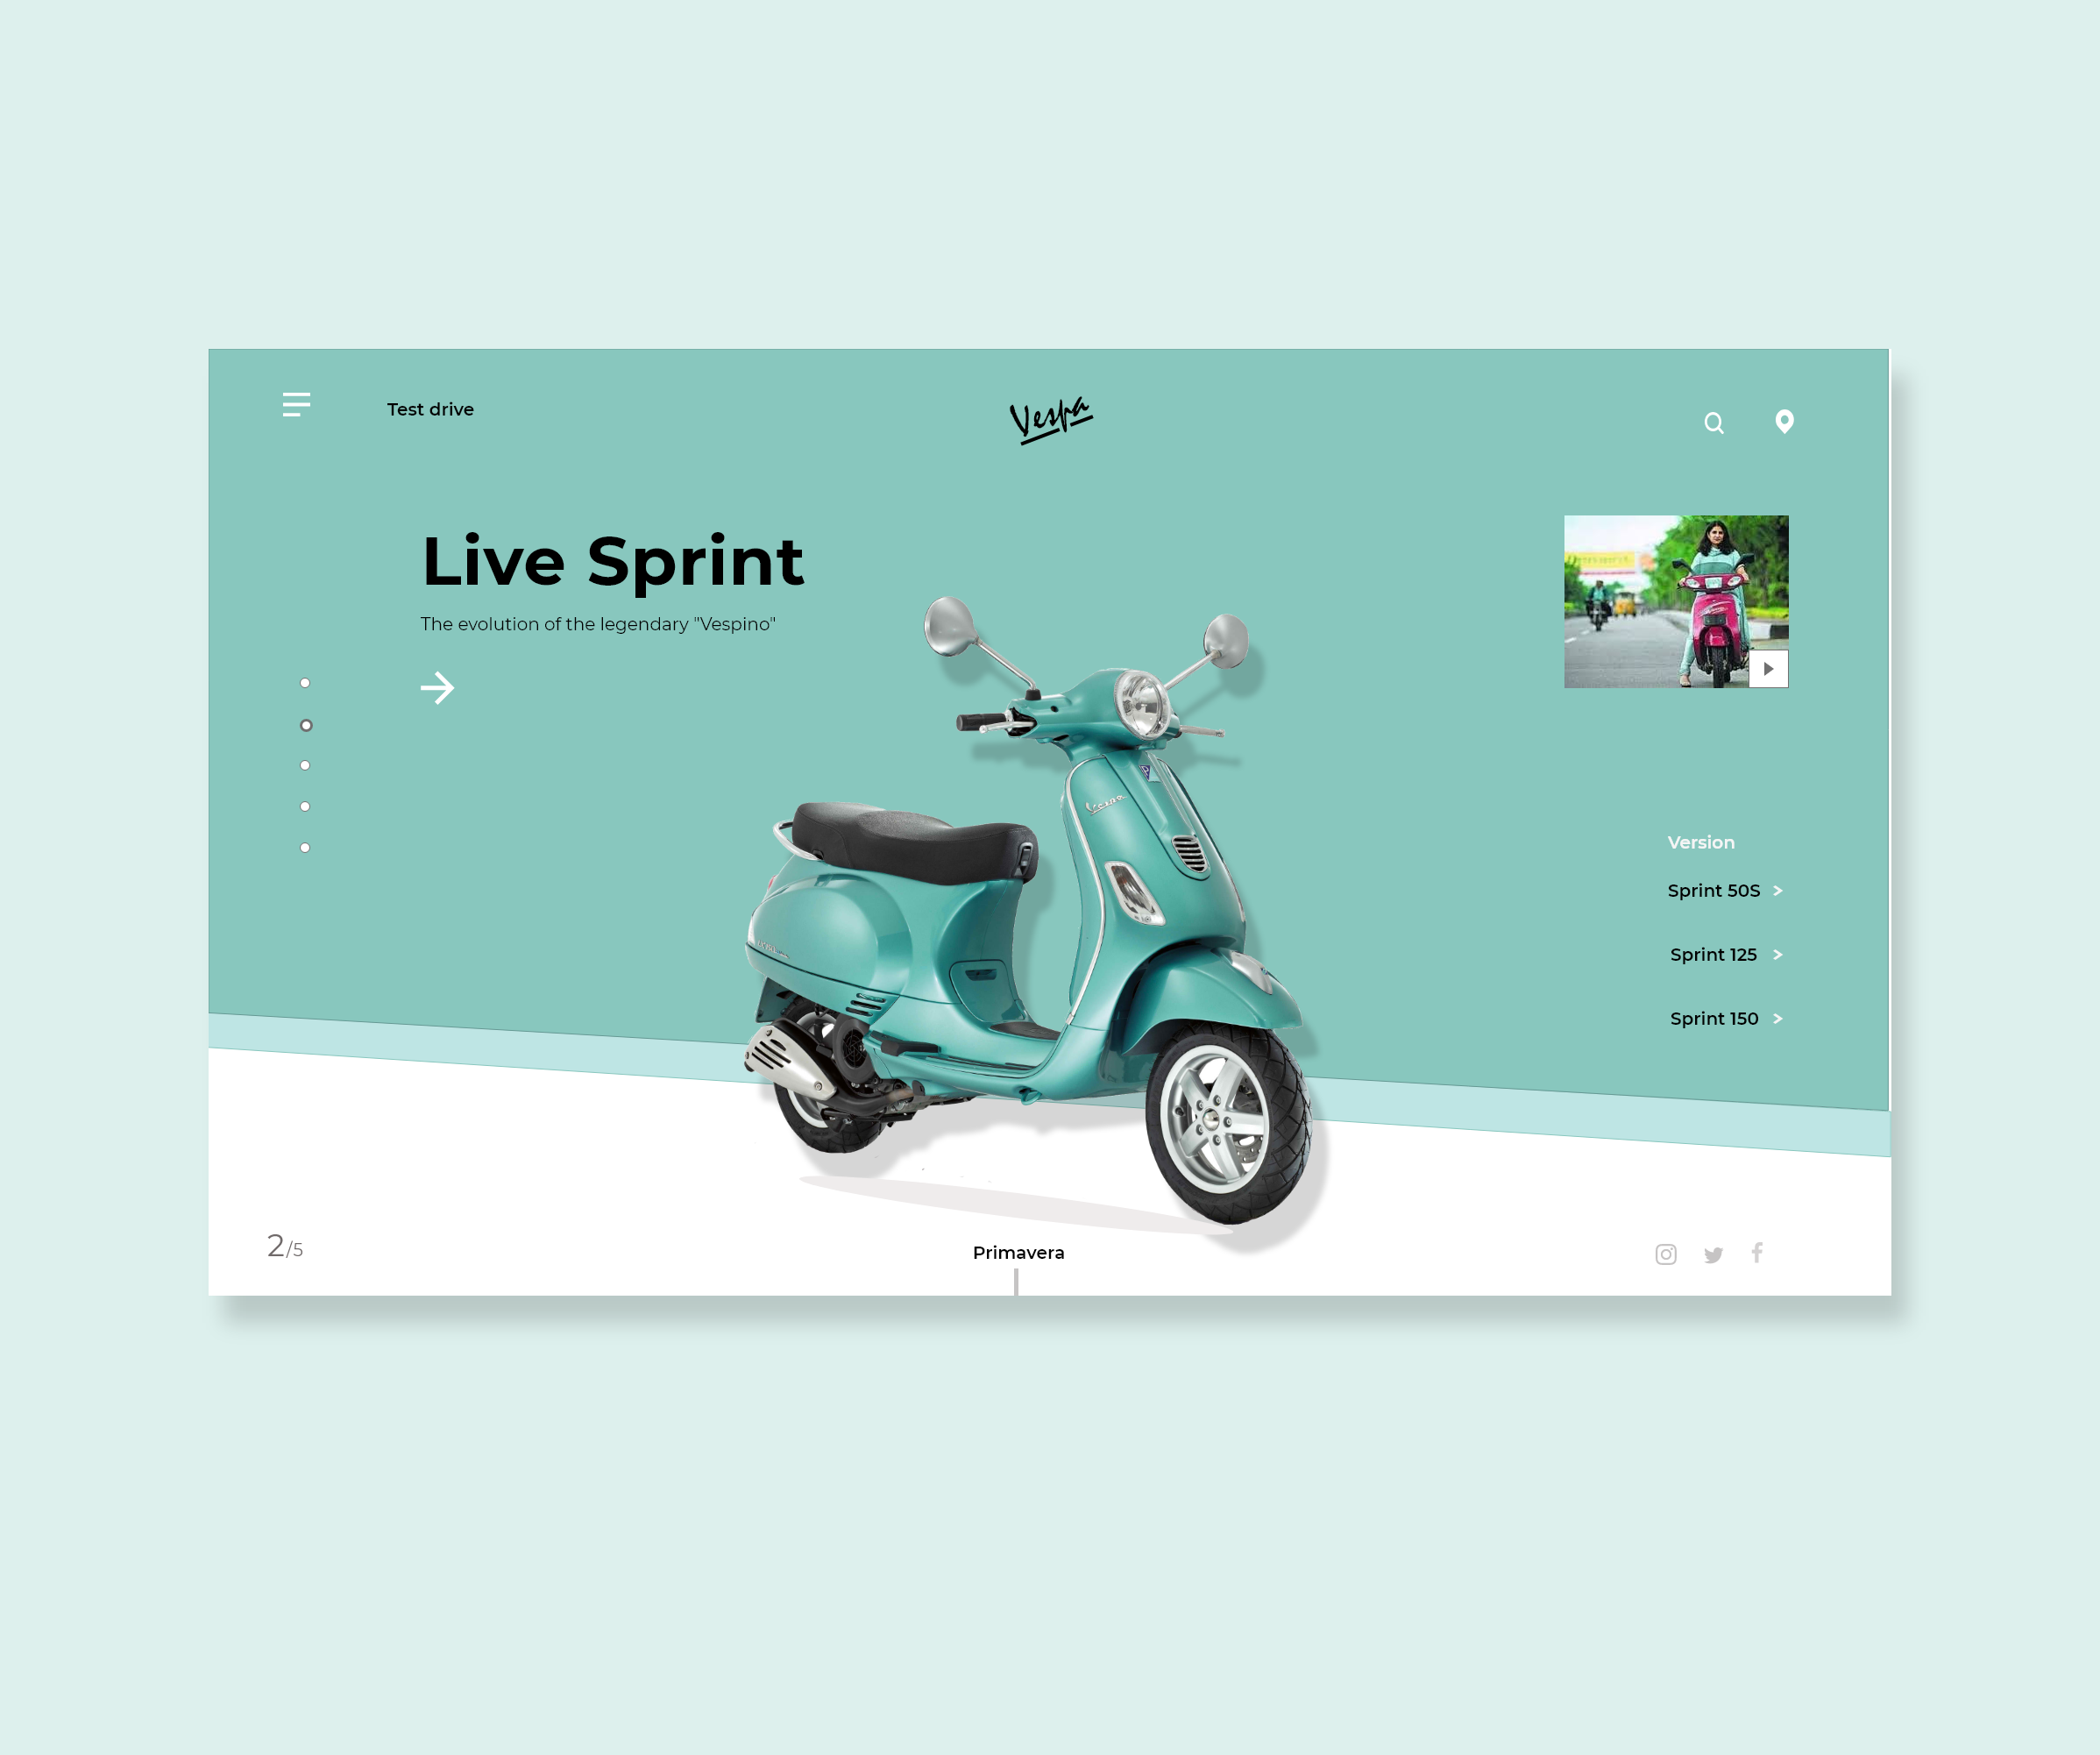 Test drive
Vespa
Live Sprint
The evolution of the legendary "Vespino"
Vespa
Version
Sprint 50S >
Sprint 125 >
Sprint 150 >
2/5
Primavera